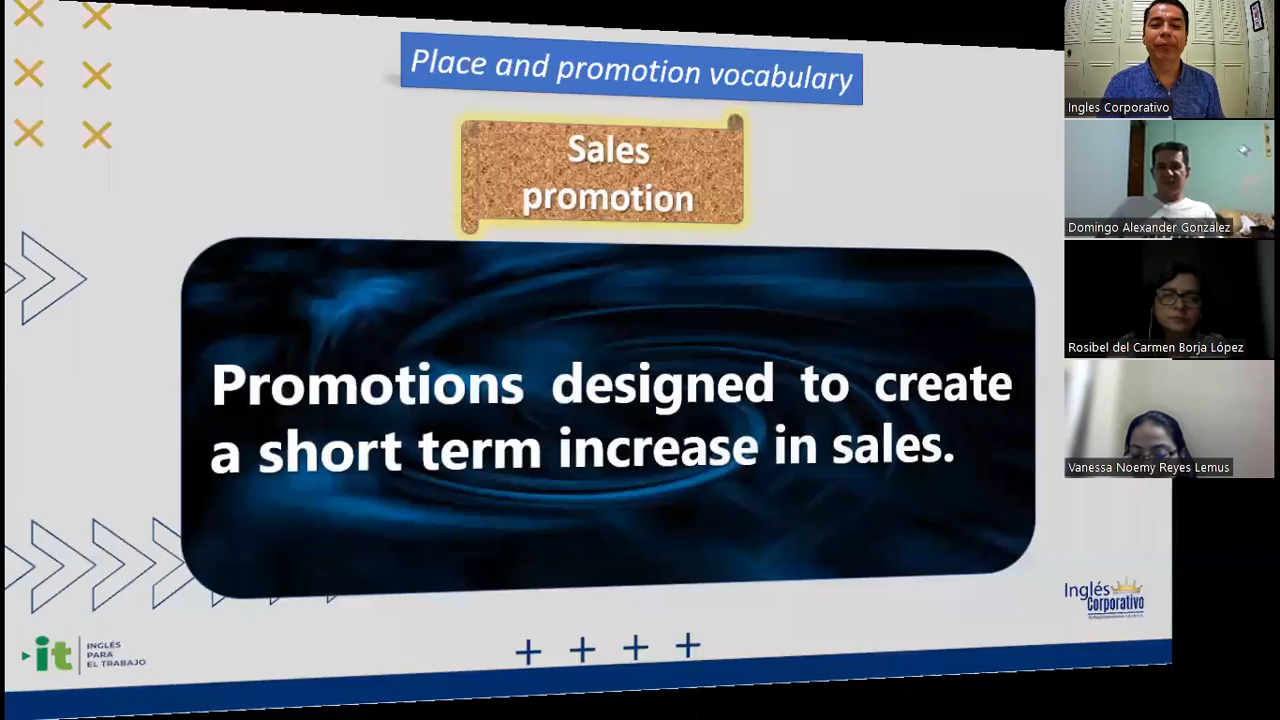 Place and promotion vocabulary
Sales
promotion
Promotions designed to create
a short term increase in sales.
Ingles Corporativo
Domingo Alexander González
Rosibel del Carmen Borja López
Vanessa Noemy Reyes Lemus
it
INGLÉS
PARA
EL TRABAJO
Inglés
Corporativo